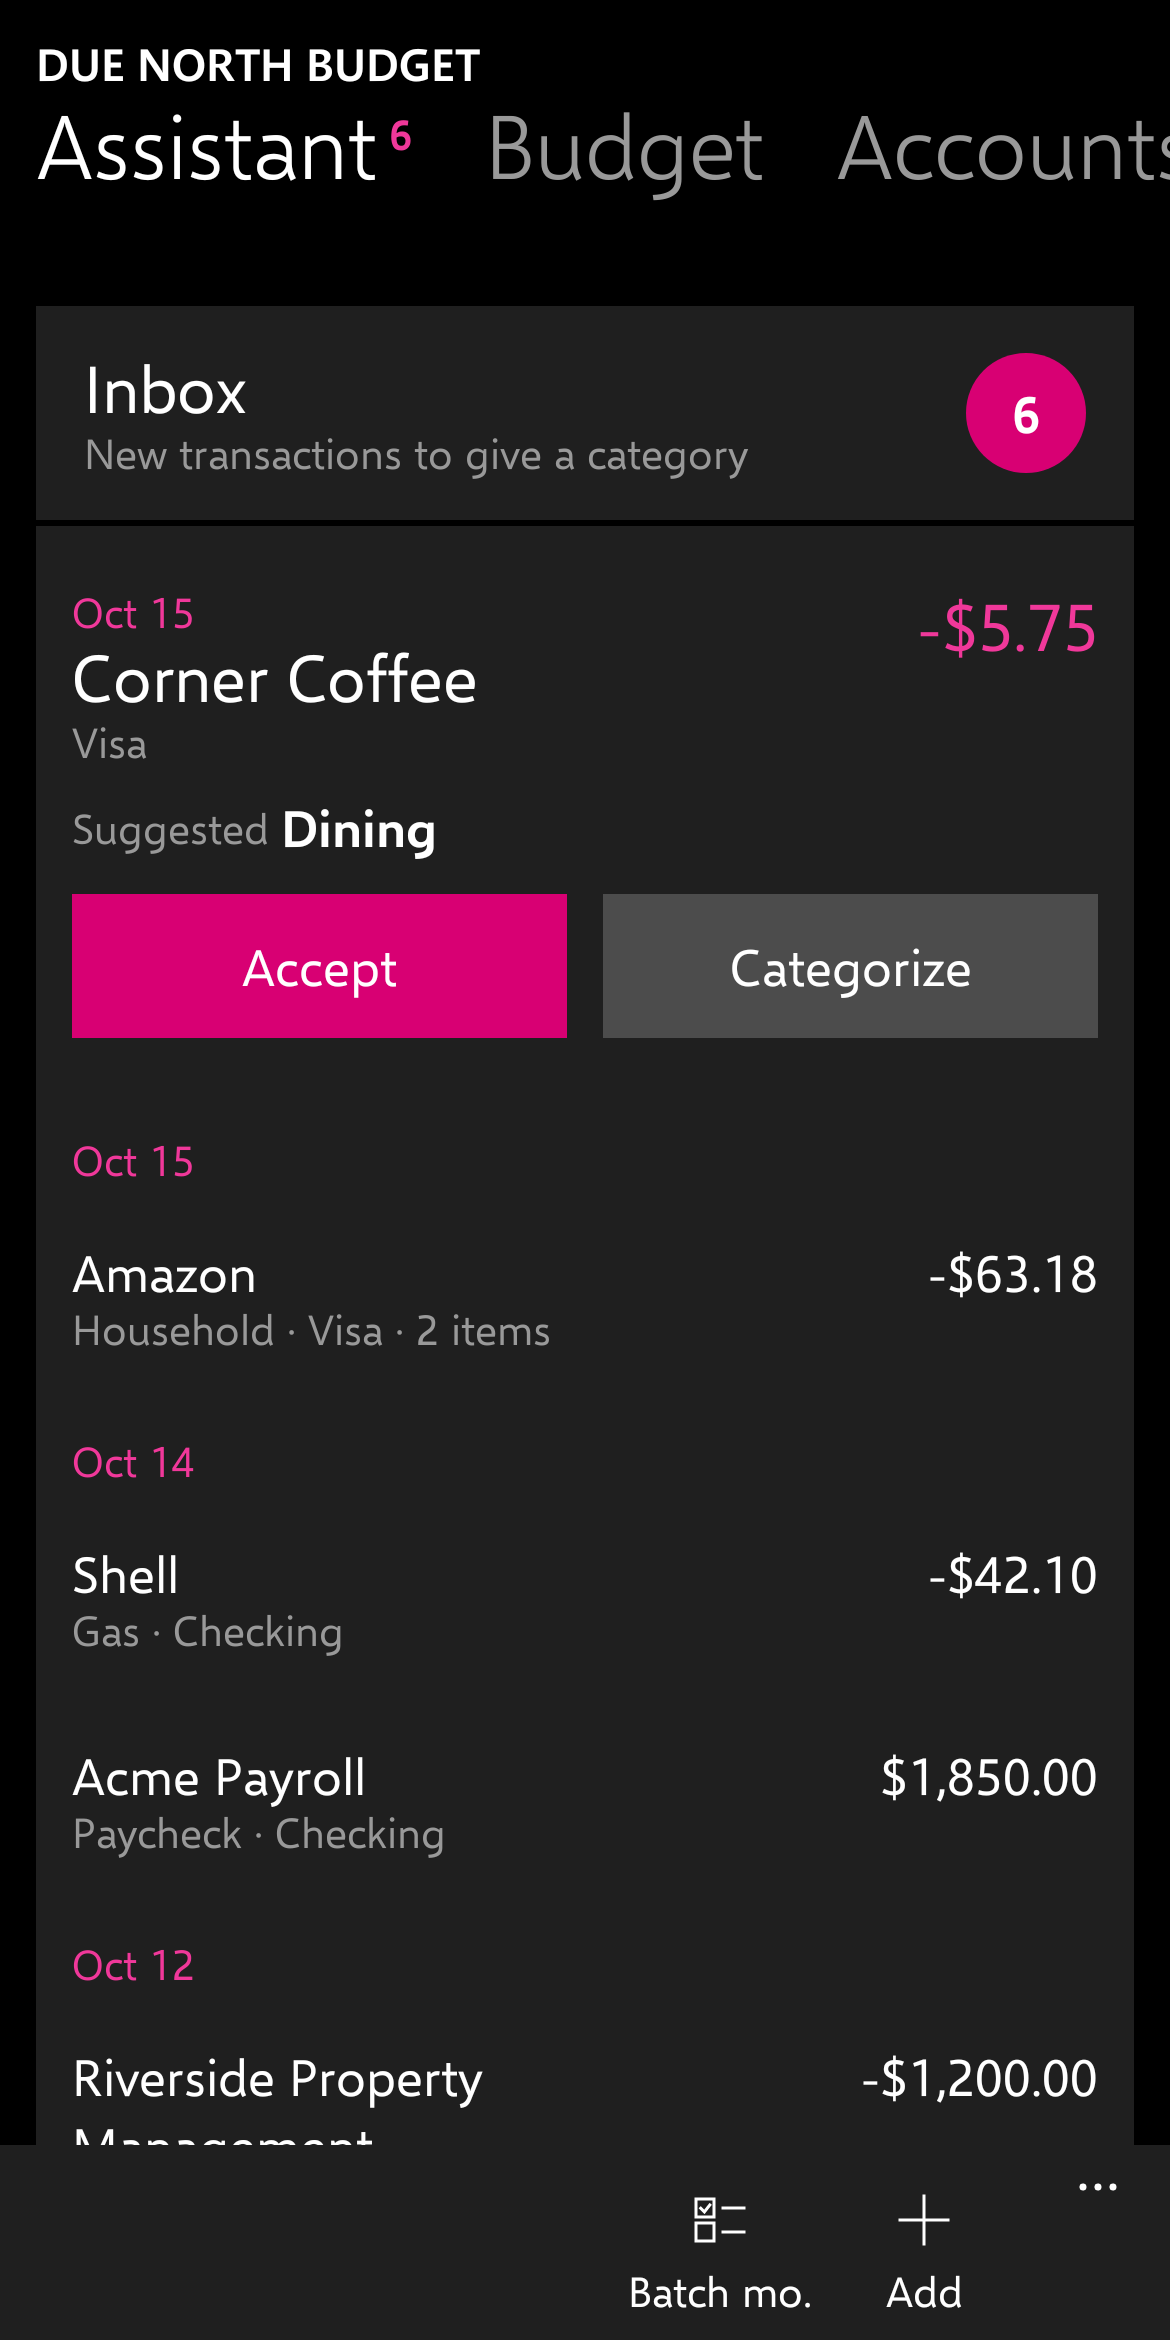 DUE NORTH BUDGET
Assistant 6 Budget Accounts
Inbox
New transactions to give a category
6
Oct 15
-$5.75
Corner Coffee
Visa
Suggested Dining
Accept Categorize
Oct 15
Amazon -$63.18
Household · Visa · 2 items
Oct 14
Shell -$42.10
Gas · Checking
Acme Payroll $1,850.00
Paycheck · Checking
Oct 12
Riverside Property -$1,200.00
Management
Batch mo. Add